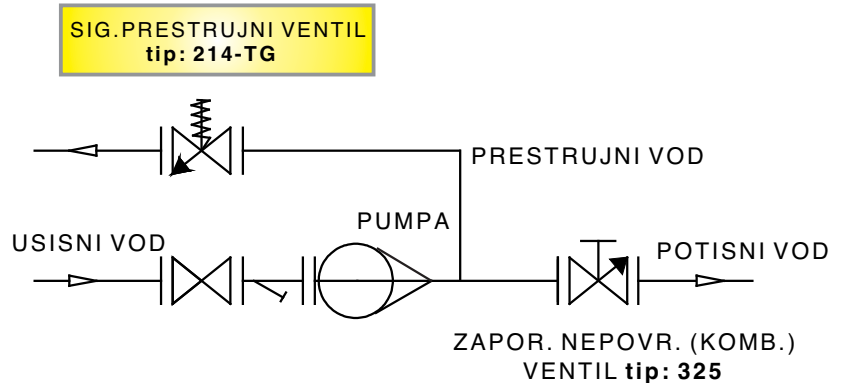 SIG.PRESTRUJNI VENTIL
tip: 214-TG
PRESTRUJNI VOD
PUMPA
USISNI VOD
POTISNI VOD
ZAPOR. NEPOVR. (KOMB.)
VENTIL tip: 325